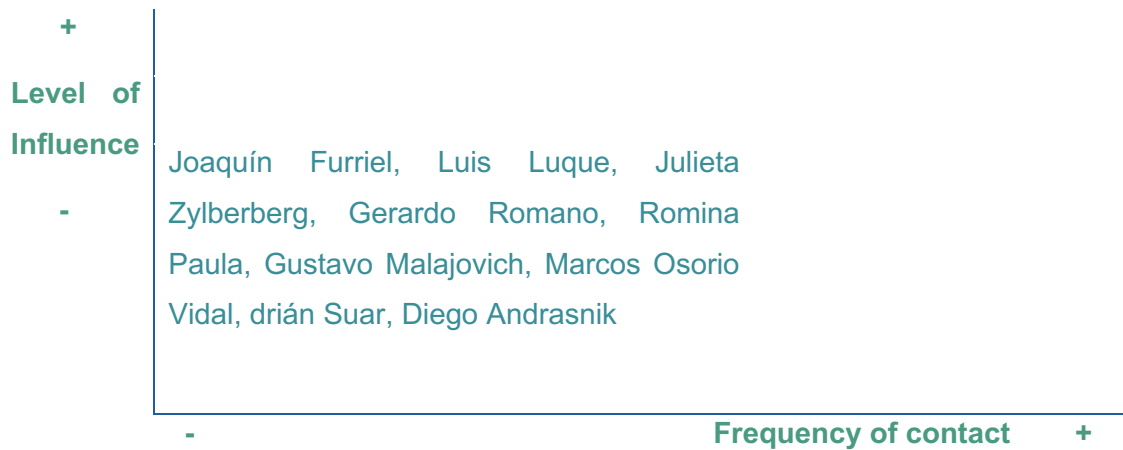 +
Level of
Influence
-
Joaquín Furriel, Luis Luque, Julieta
Zylberberg, Gerardo Romano, Romina
Paula, Gustavo Malajovich, Marcos Osorio
Vidal, drián Suar, Diego Andrasnik
- Frequency of contact +